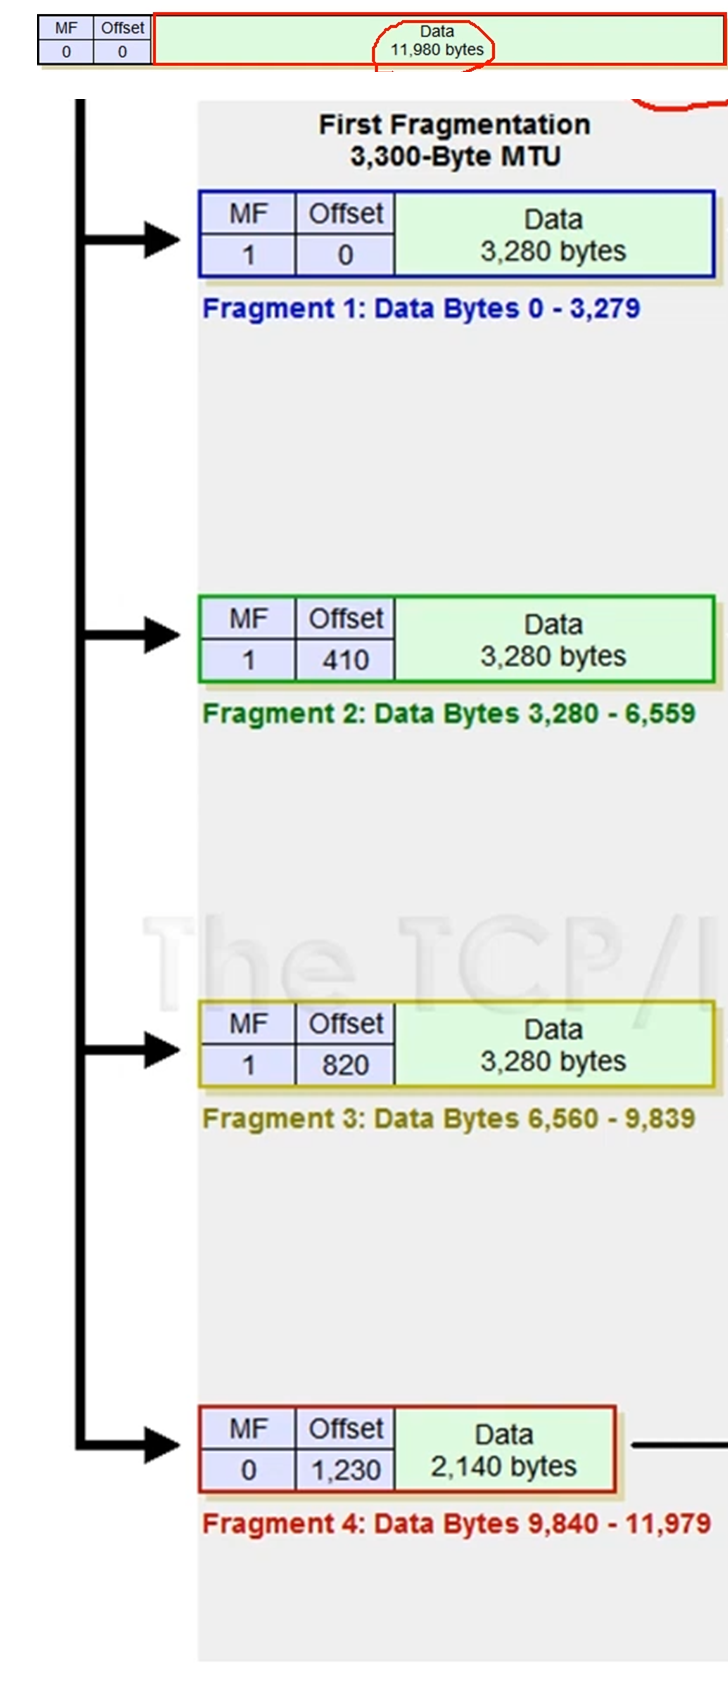 MF Offset Data
0 0 11,980 bytes
First Fragmentation
3,300-Byte MTU
MF Offset Data
1 0 3,280 bytes
Fragment 1: Data Bytes 0 - 3,279
MF Offset Data
1 410 3,280 bytes
Fragment 2: Data Bytes 3,280 - 6,559
The TCP/I
MF Offset Data
1 820 3,280 bytes
Fragment 3: Data Bytes 6,560 - 9,839
MF Offset Data
0 1,230 2,140 bytes
Fragment 4: Data Bytes 9,840 - 11,979